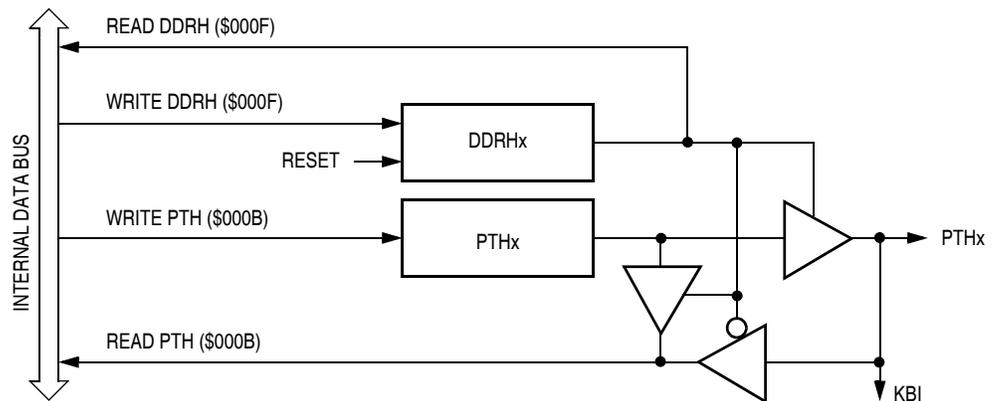 READ DDRH ($000F)
WRITE DDRH ($000F)
DDRHx
RESET
INTERNAL DATA BUS
WRITE PTH ($000B)
PTHx
PTHx
READ PTH ($000B)
KBI